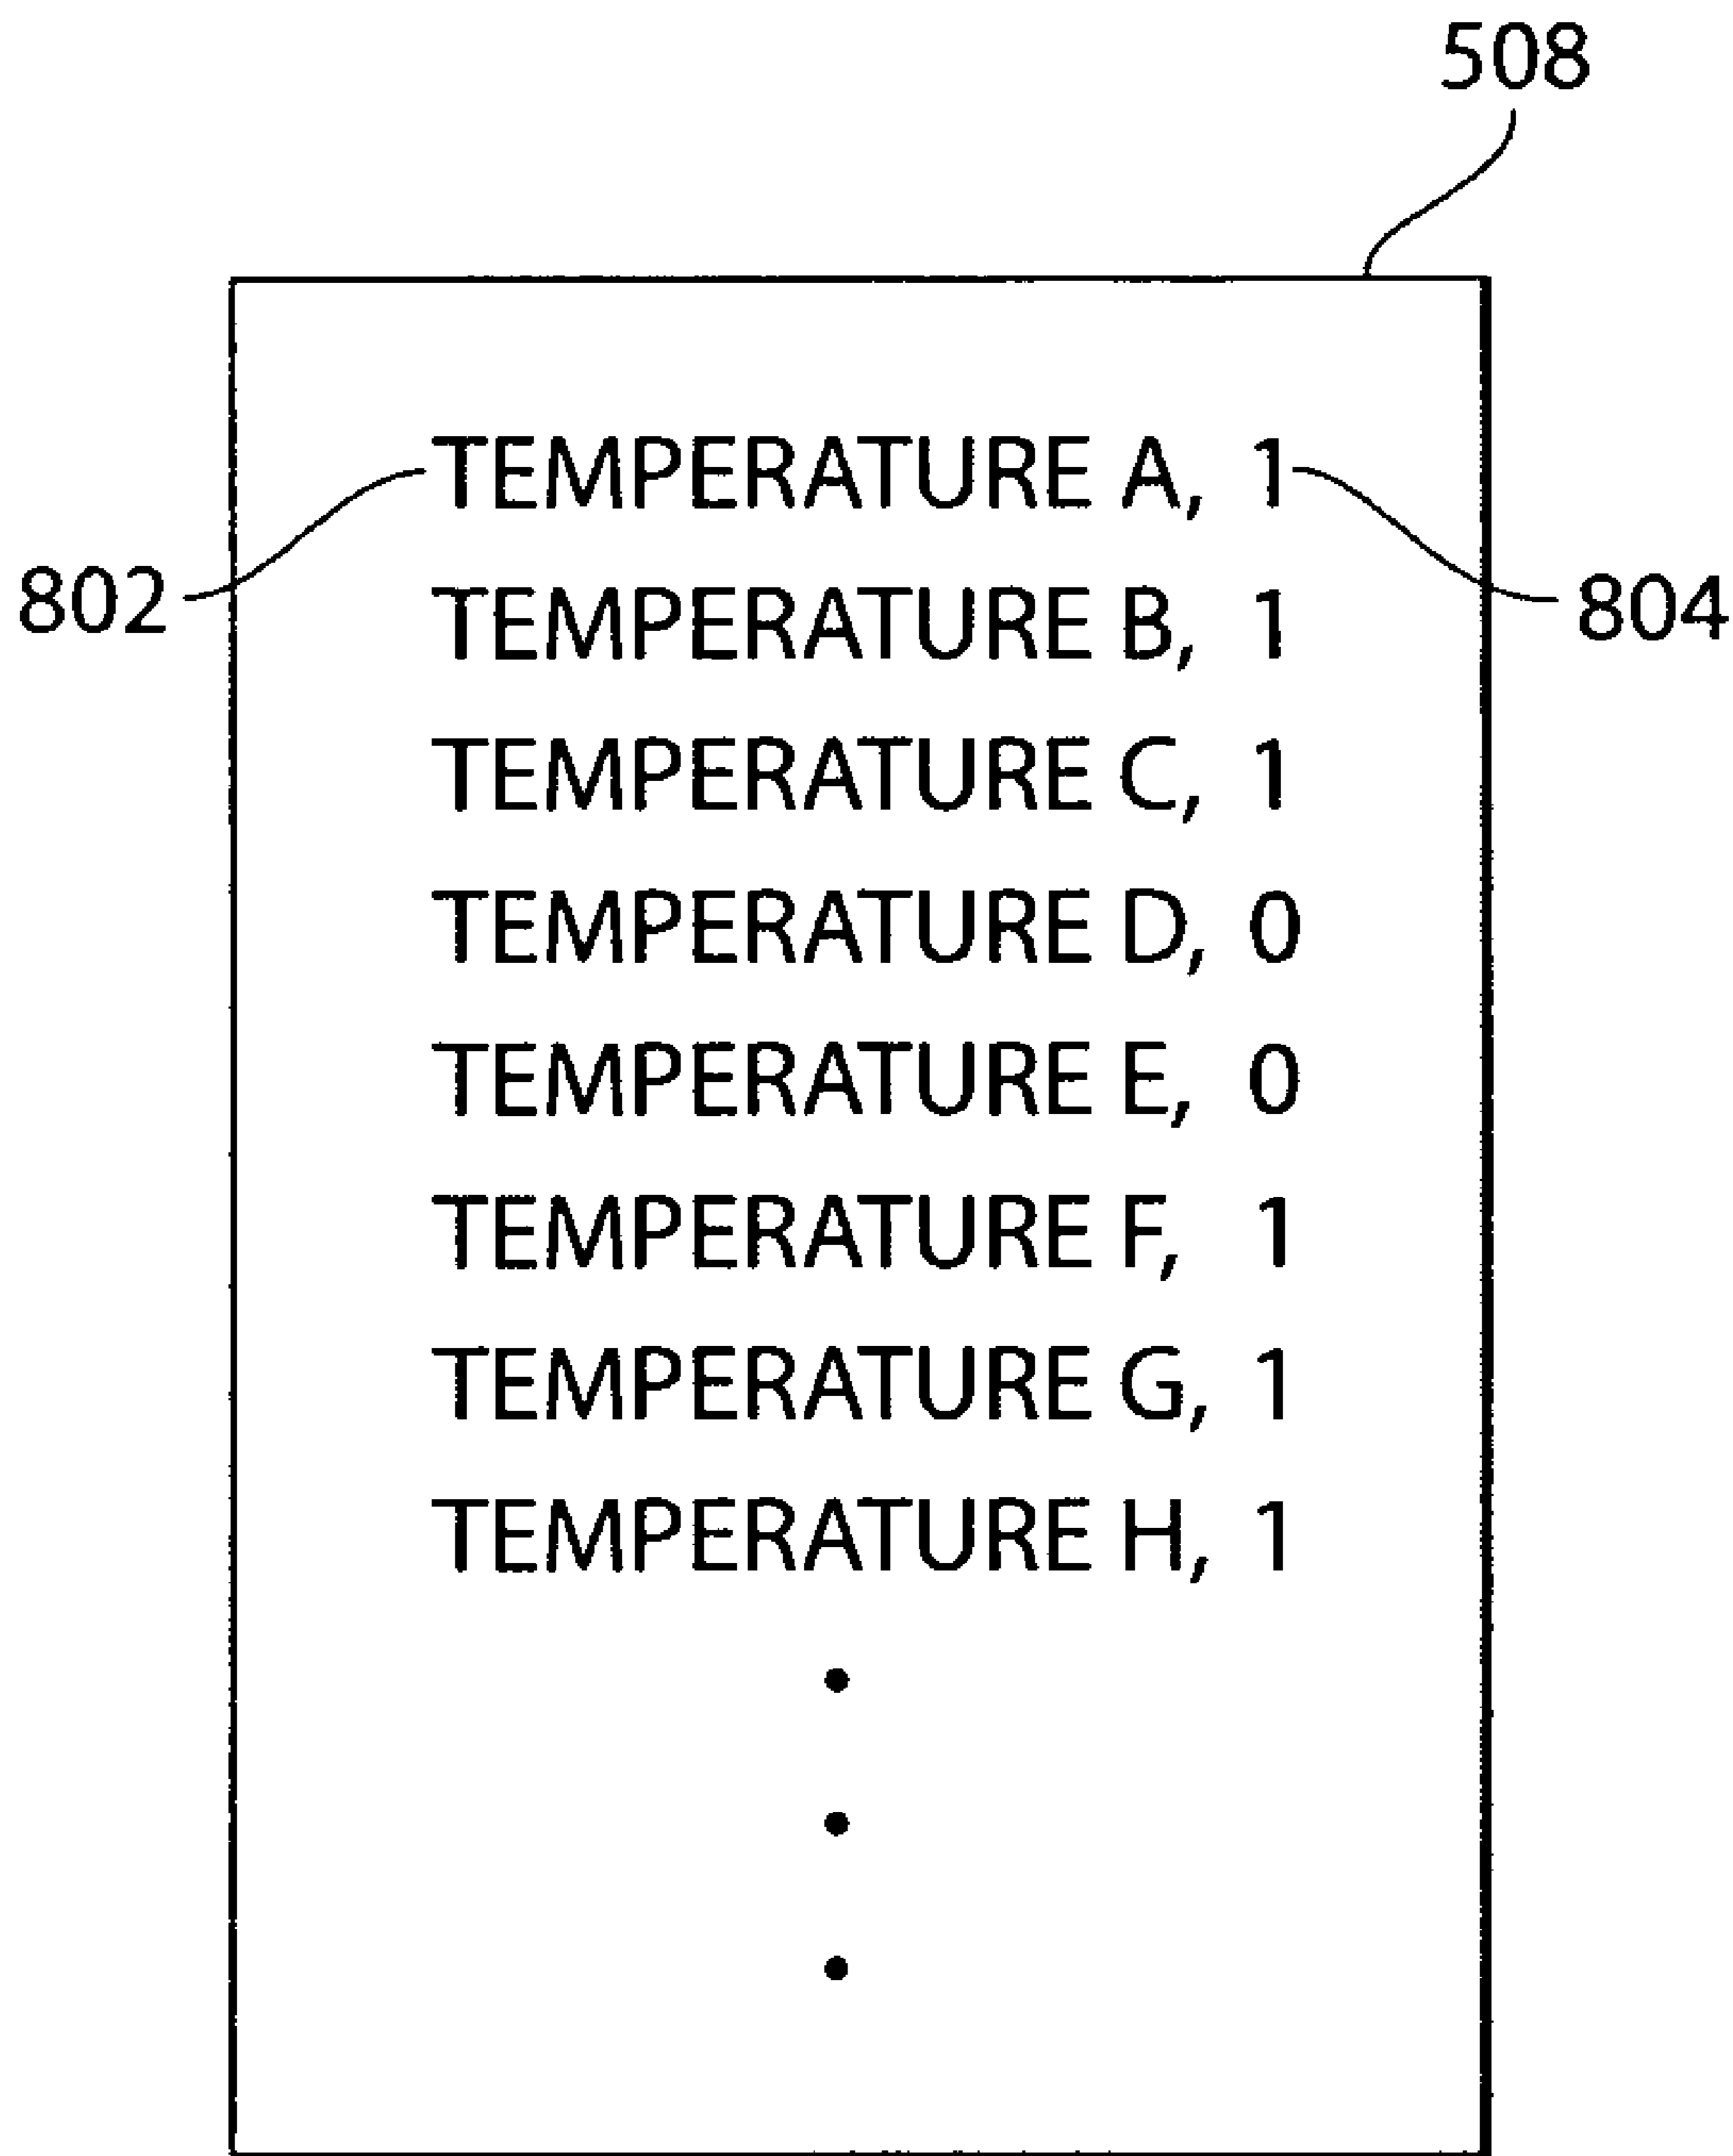 508
TEMPERATURE A, 1
802
804
TEMPERATURE B, 1
TEMPERATURE C, 1
TEMPERATURE D, 0
TEMPERATURE E, 0
TEMPERATURE F, 1
TEMPERATURE G, 1
TEMPERATURE H, 1